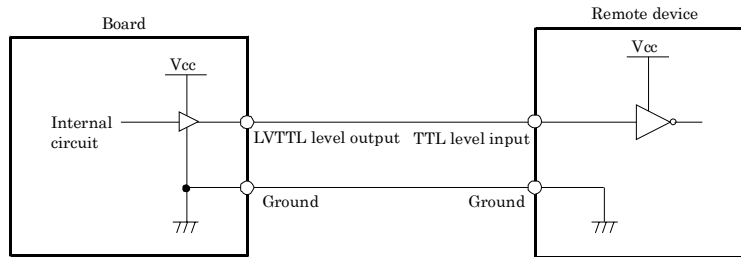 Board
Remote device
Vcc
Vcc
Internal
circuit
LVTTL level output
TTL level input
Ground
Ground